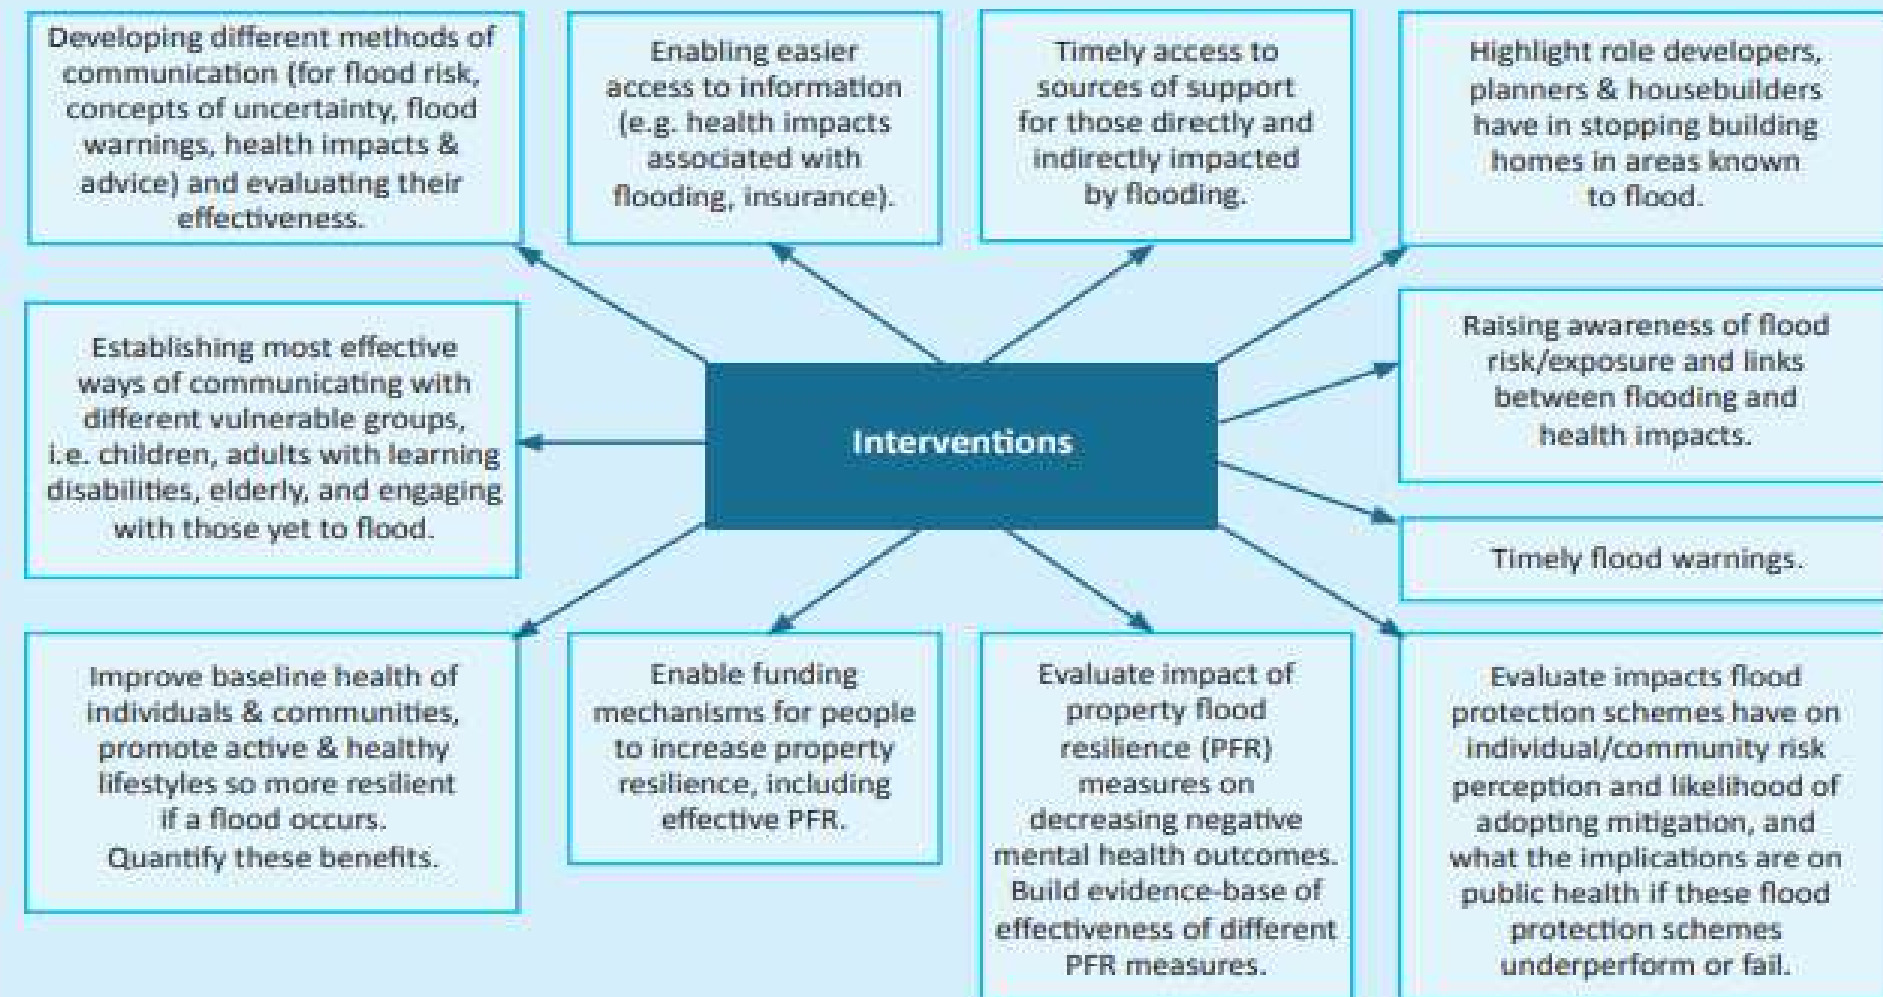 Developing different methods of
communication (for flood risk,
concepts of uncertainty, flood
warnings, health impacts &
advice) and evaluating their
effectiveness.
Enabling easier
access to information
(e.g. health impacts
associated with
flooding, insurance).
Timely access to
sources of support
for those directly and
indirectly impacted
by flooding.
Highlight role developers,
planners & housebuilders
have in stopping building
homes in areas known
to flood.
Establishing most effective
ways of communicating with
different vulnerable groups,
i.e. children, adults with learning
disabilities, elderly, and engaging
with those yet to flood.
Interventions
Raising awareness of flood
risk/exposure and links
between flooding and
health impacts.
Timely flood warnings.
Improve baseline health of
individuals & communities,
promote active & healthy
lifestyles so more resilient
if a flood occurs.
Quantify these benefits.
Enable funding
mechanisms for people
to increase property
resilience, including
effective PFR.
Evaluate impact of
property flood
resilience (PFR)
measures on
decreasing negative
mental health outcomes.
Build evidence-base of
effectiveness of different
PFR measures.
Evaluate impacts flood
protection schemes have on
individual/community risk
perception and likelihood of
adopting mitigation, and
what the implications are on
public health if these flood
protection schemes
underperform or fail.